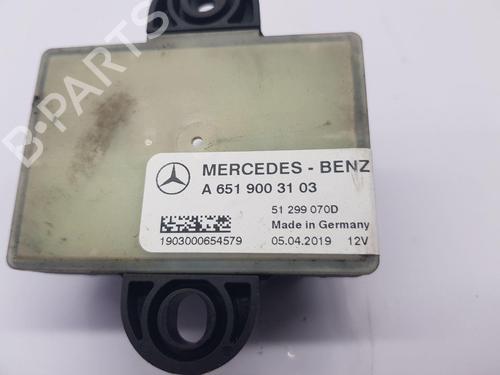 B-PARTS
MERCEDES - BENZ
A 651 900 31 03
51 299 070D
Made in Germany
1903000654579
05.04.2019 12V